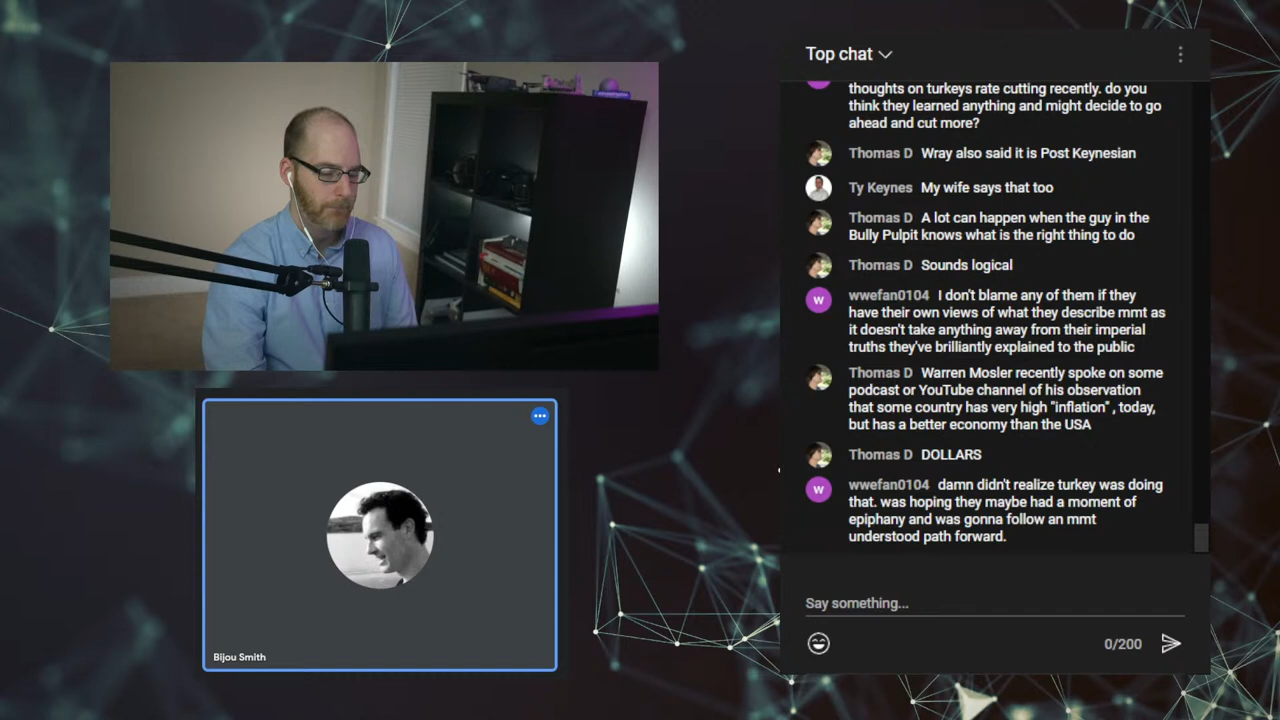 Top chat
thoughts on turkeys rate cutting recently. do you
think they learned anything and might decide to go
ahead and cut more?
Thomas D Wray also said it is Post Keynesian
Ty Keynes My wife says that too
Thomas D A lot can happen when the guy in the
Bully Pulpit knows what is the right thing to do
Thomas D Sounds logical
W
wwefan0104 I don't blame any of them if they
have their own views of what they describe mmt as
it doesn't take anything away from their imperial
truths they've brilliantly explained to the public
Thomas D Warren Mosler recently spoke on some
podcast or YouTube channel of his observation
that some country has very high "inflation" , today,
but has a better economy than the USA
Thomas D DOLLARS
W
wwefan0104 damn didn't realize turkey was doing
that. was hoping they maybe had a moment of
epiphany and was gonna follow an mmt
understood path forward.
Say something...
0/200
Bijou Smith